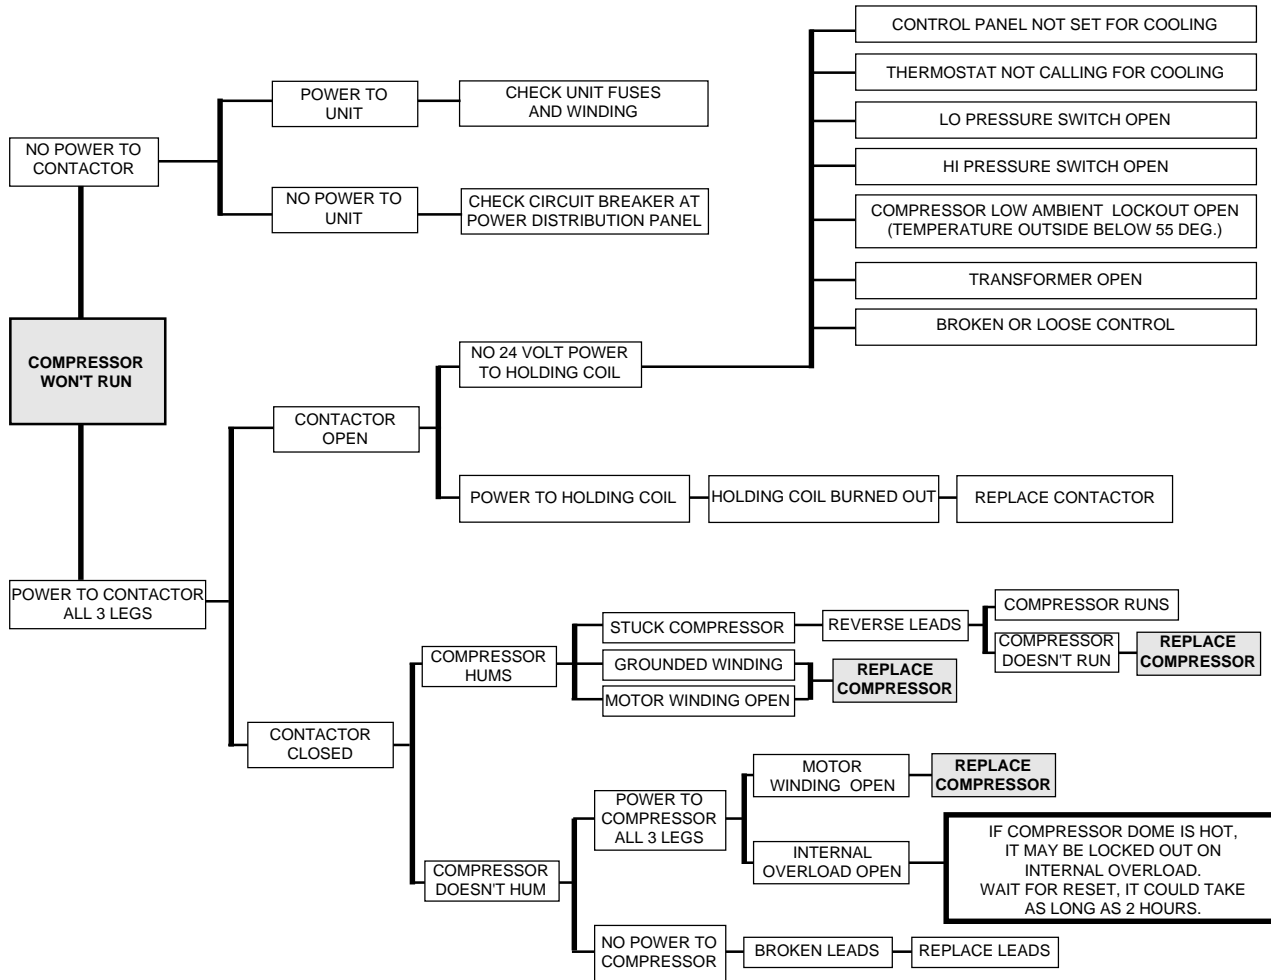 CONTROL PANEL NOT SET FOR COOLING
THERMOSTAT NOT CALLING FOR COOLING
LO PRESSURE SWITCH OPEN
HI PRESSURE SWITCH OPEN
COMPRESSOR LOW AMBIENT LOCKOUT OPEN
(TEMPERATURE OUTSIDE BELOW 55 DEG.)
TRANSFORMER OPEN
BROKEN OR LOOSE CONTROL
POWER TO
UNIT
CHECK UNIT FUSES
AND WINDING
NO POWER TO
CONTACTOR
NO POWER TO
UNIT
CHECK CIRCUIT BREAKER AT
POWER DISTRIBUTION PANEL
COMPRESSOR
WON'T RUN
NO 24 VOLT POWER
TO HOLDING COIL
CONTACTOR
OPEN
POWER TO HOLDING COIL
HOLDING COIL BURNED OUT
REPLACE CONTACTOR
POWER TO CONTACTOR
ALL 3 LEGS
COMPRESSOR
HUMS
STUCK COMPRESSOR
REVERSE LEADS
COMPRESSOR RUNS
COMPRESSOR
DOESN'T RUN
REPLACE
COMPRESSOR
GROUNDED WINDING
MOTOR WINDING OPEN
REPLACE
COMPRESSOR
CONTACTOR
CLOSED
MOTOR
WINDING OPEN
REPLACE
COMPRESSOR
POWER TO
COMPRESSOR
ALL 3 LEGS
INTERNAL
OVERLOAD OPEN
IF COMPRESSOR DOME IS HOT,
IT MAY BE LOCKED OUT ON
INTERNAL OVERLOAD.
WAIT FOR RESET, IT COULD TAKE
AS LONG AS 2 HOURS.
COMPRESSOR
DOESN'T HUM
NO POWER TO
COMPRESSOR
BROKEN LEADS
REPLACE LEADS